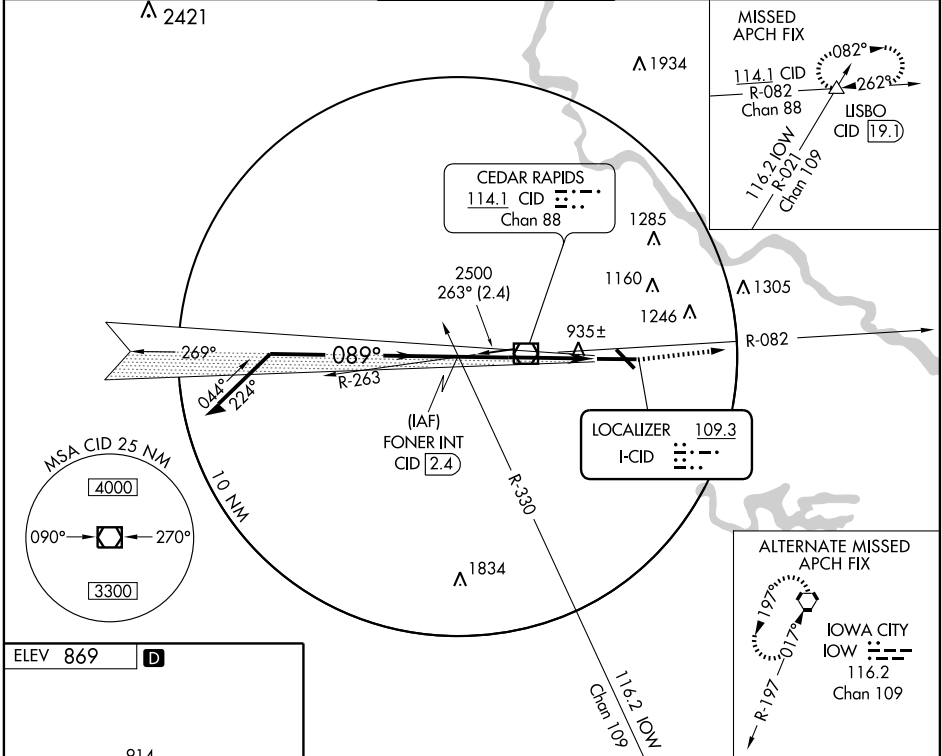 2421
1934
MISSED
APCH FIX
082°
114.1 CID
R-082
Chan 88
262°
LISBO
CID 19.1
116.2 IOW
R-021
Chan 109
CEDAR RAPIDS
114.1 CID
Chan 88
1285
2500
263° (2.4)
1160
1305
1246
935±
R-082
269°
089°
R-263
044°
224°
(IAF)
FONER INT
CID 2.4
LOCALIZER 109.3
I-CID
R-330
10 NM
MSA CID 25 NM
4000
090°
270°
3300
1834
116.2 IOW
Chan 109
ALTERNATE MISSED
APCH FIX
197°
017°
R-197
IOWA CITY
IOW
116.2
Chan 109
ELEV 869 D
914